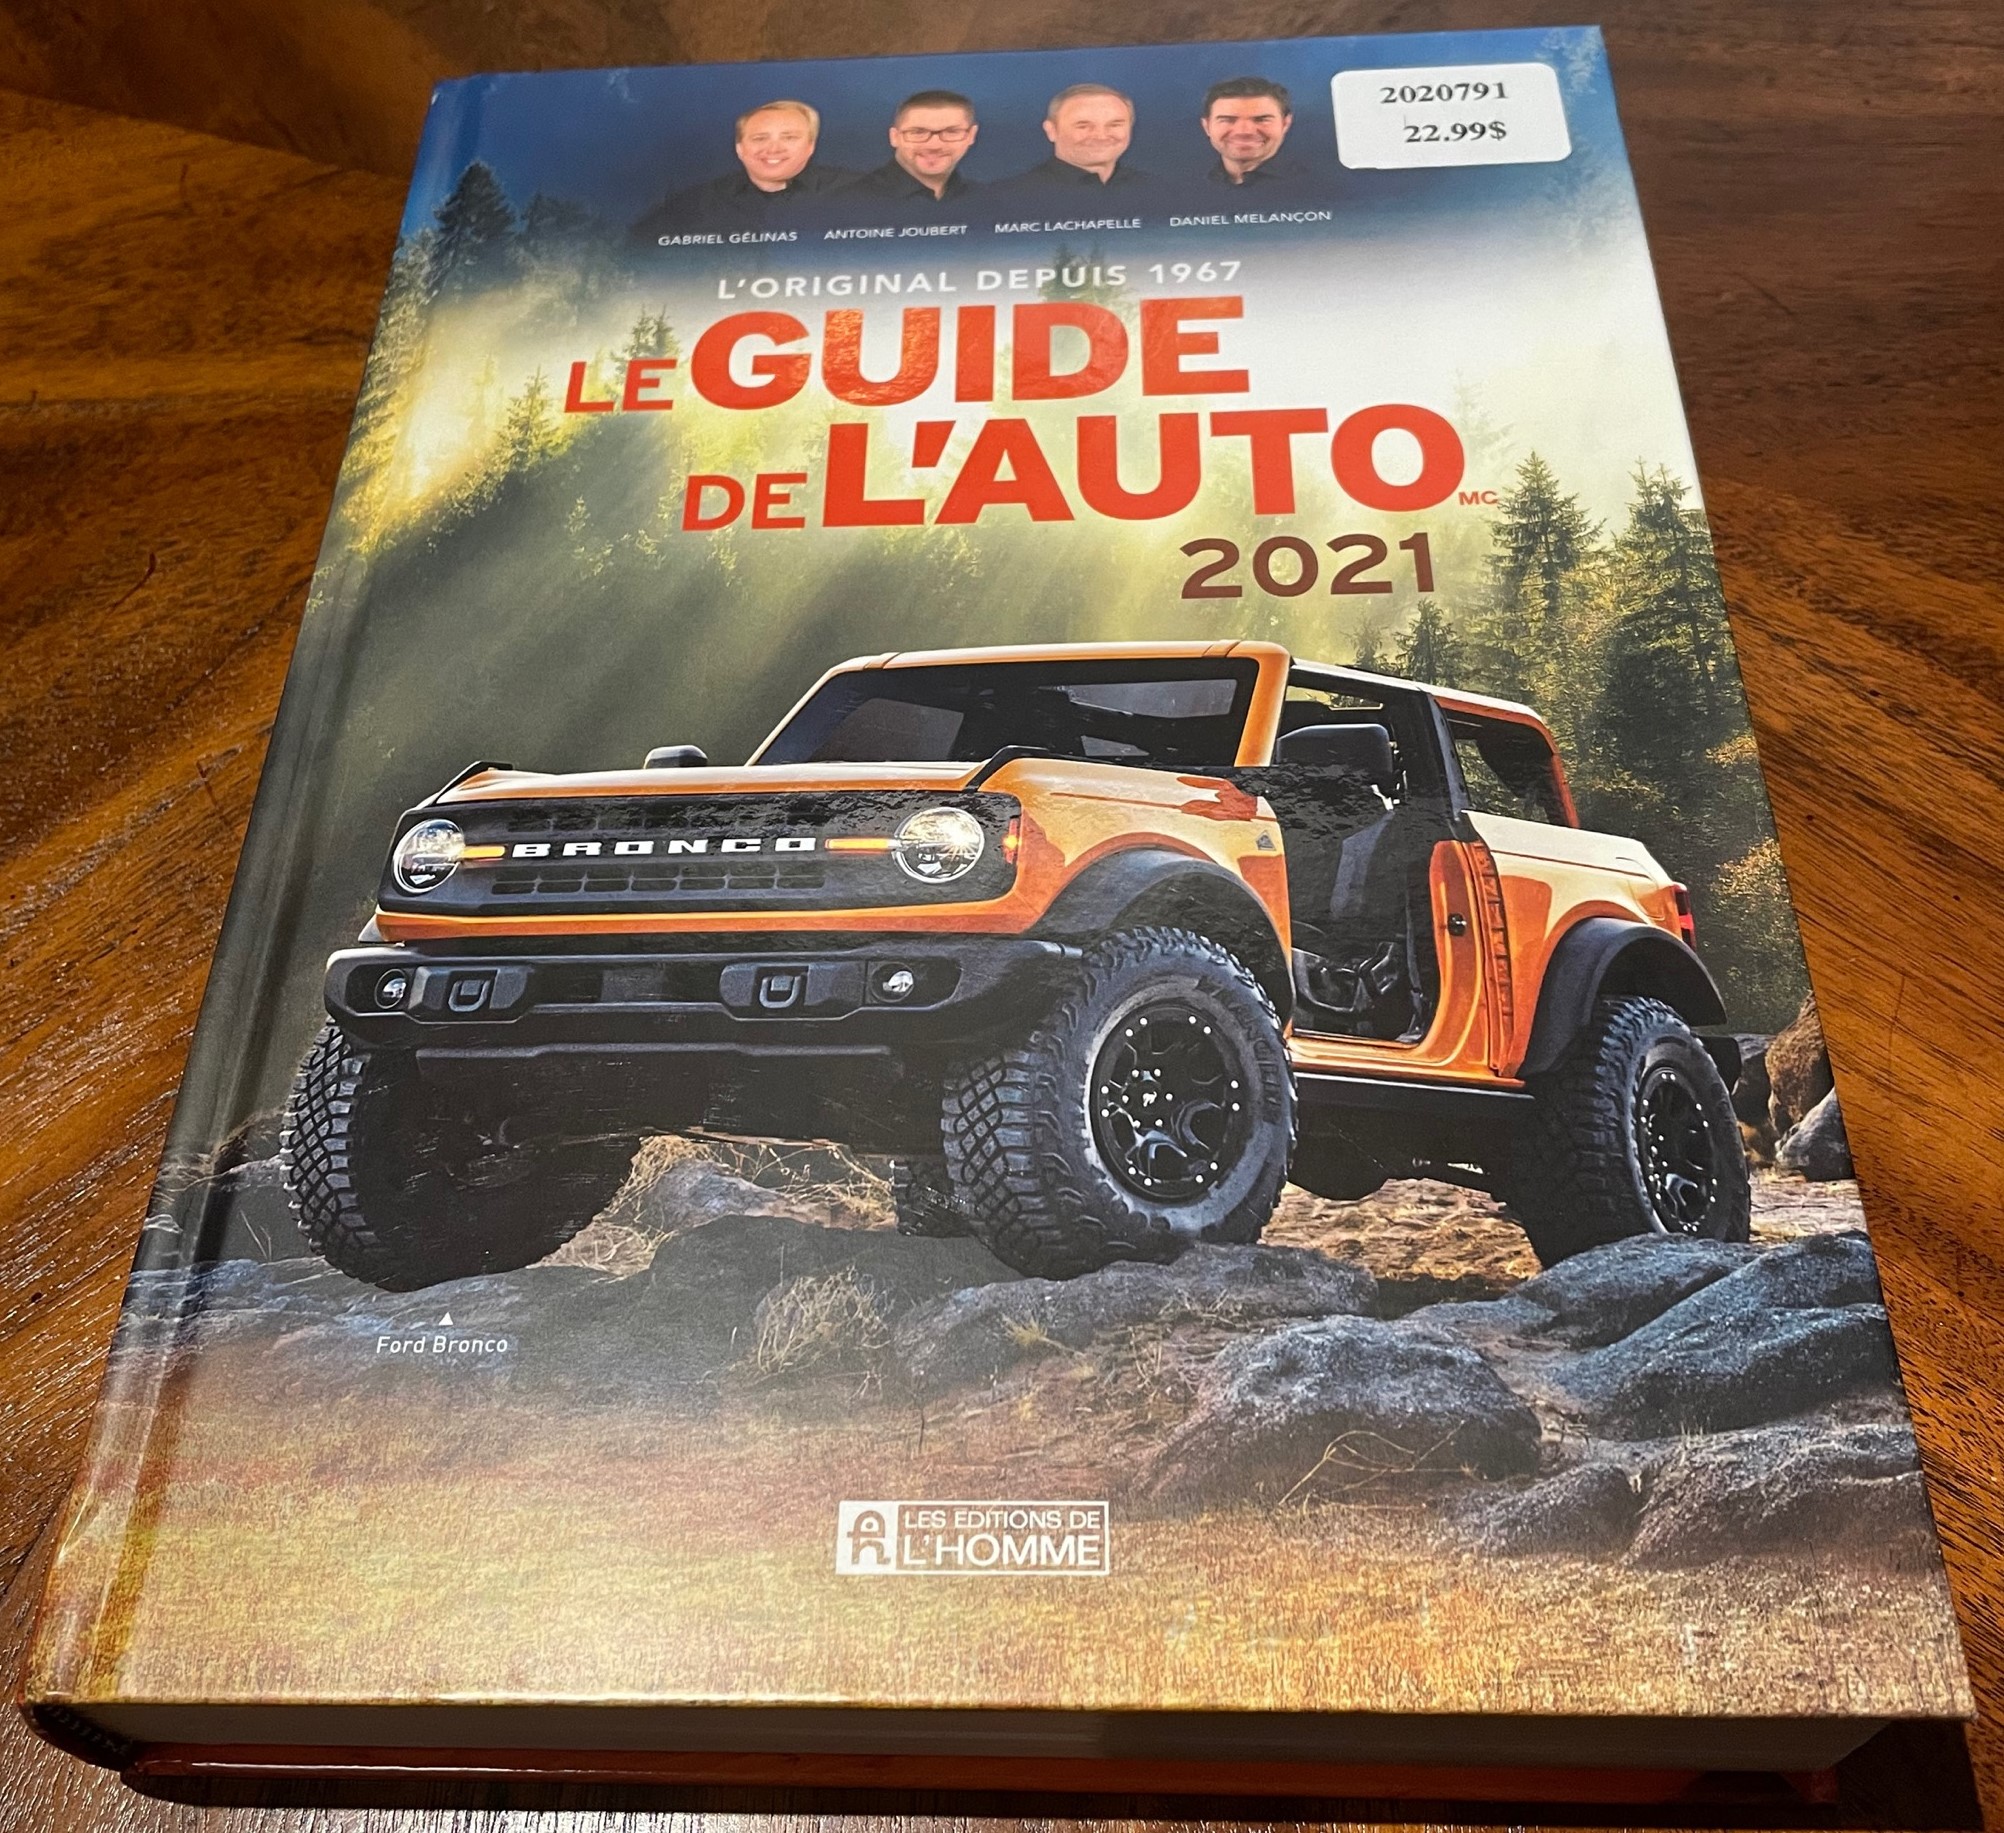 2020791
22.99$
GABRIEL GÉLINAS ANTOINE JOUBERT MARC LACHAPELLE DANIEL MELANÇON
L'ORIGINAL DEPUIS 1967
LE GUIDE
DE L'AUTO MC
2021
BRONCO
Ford Bronco
LES EDITIONS DE
L'HOMME